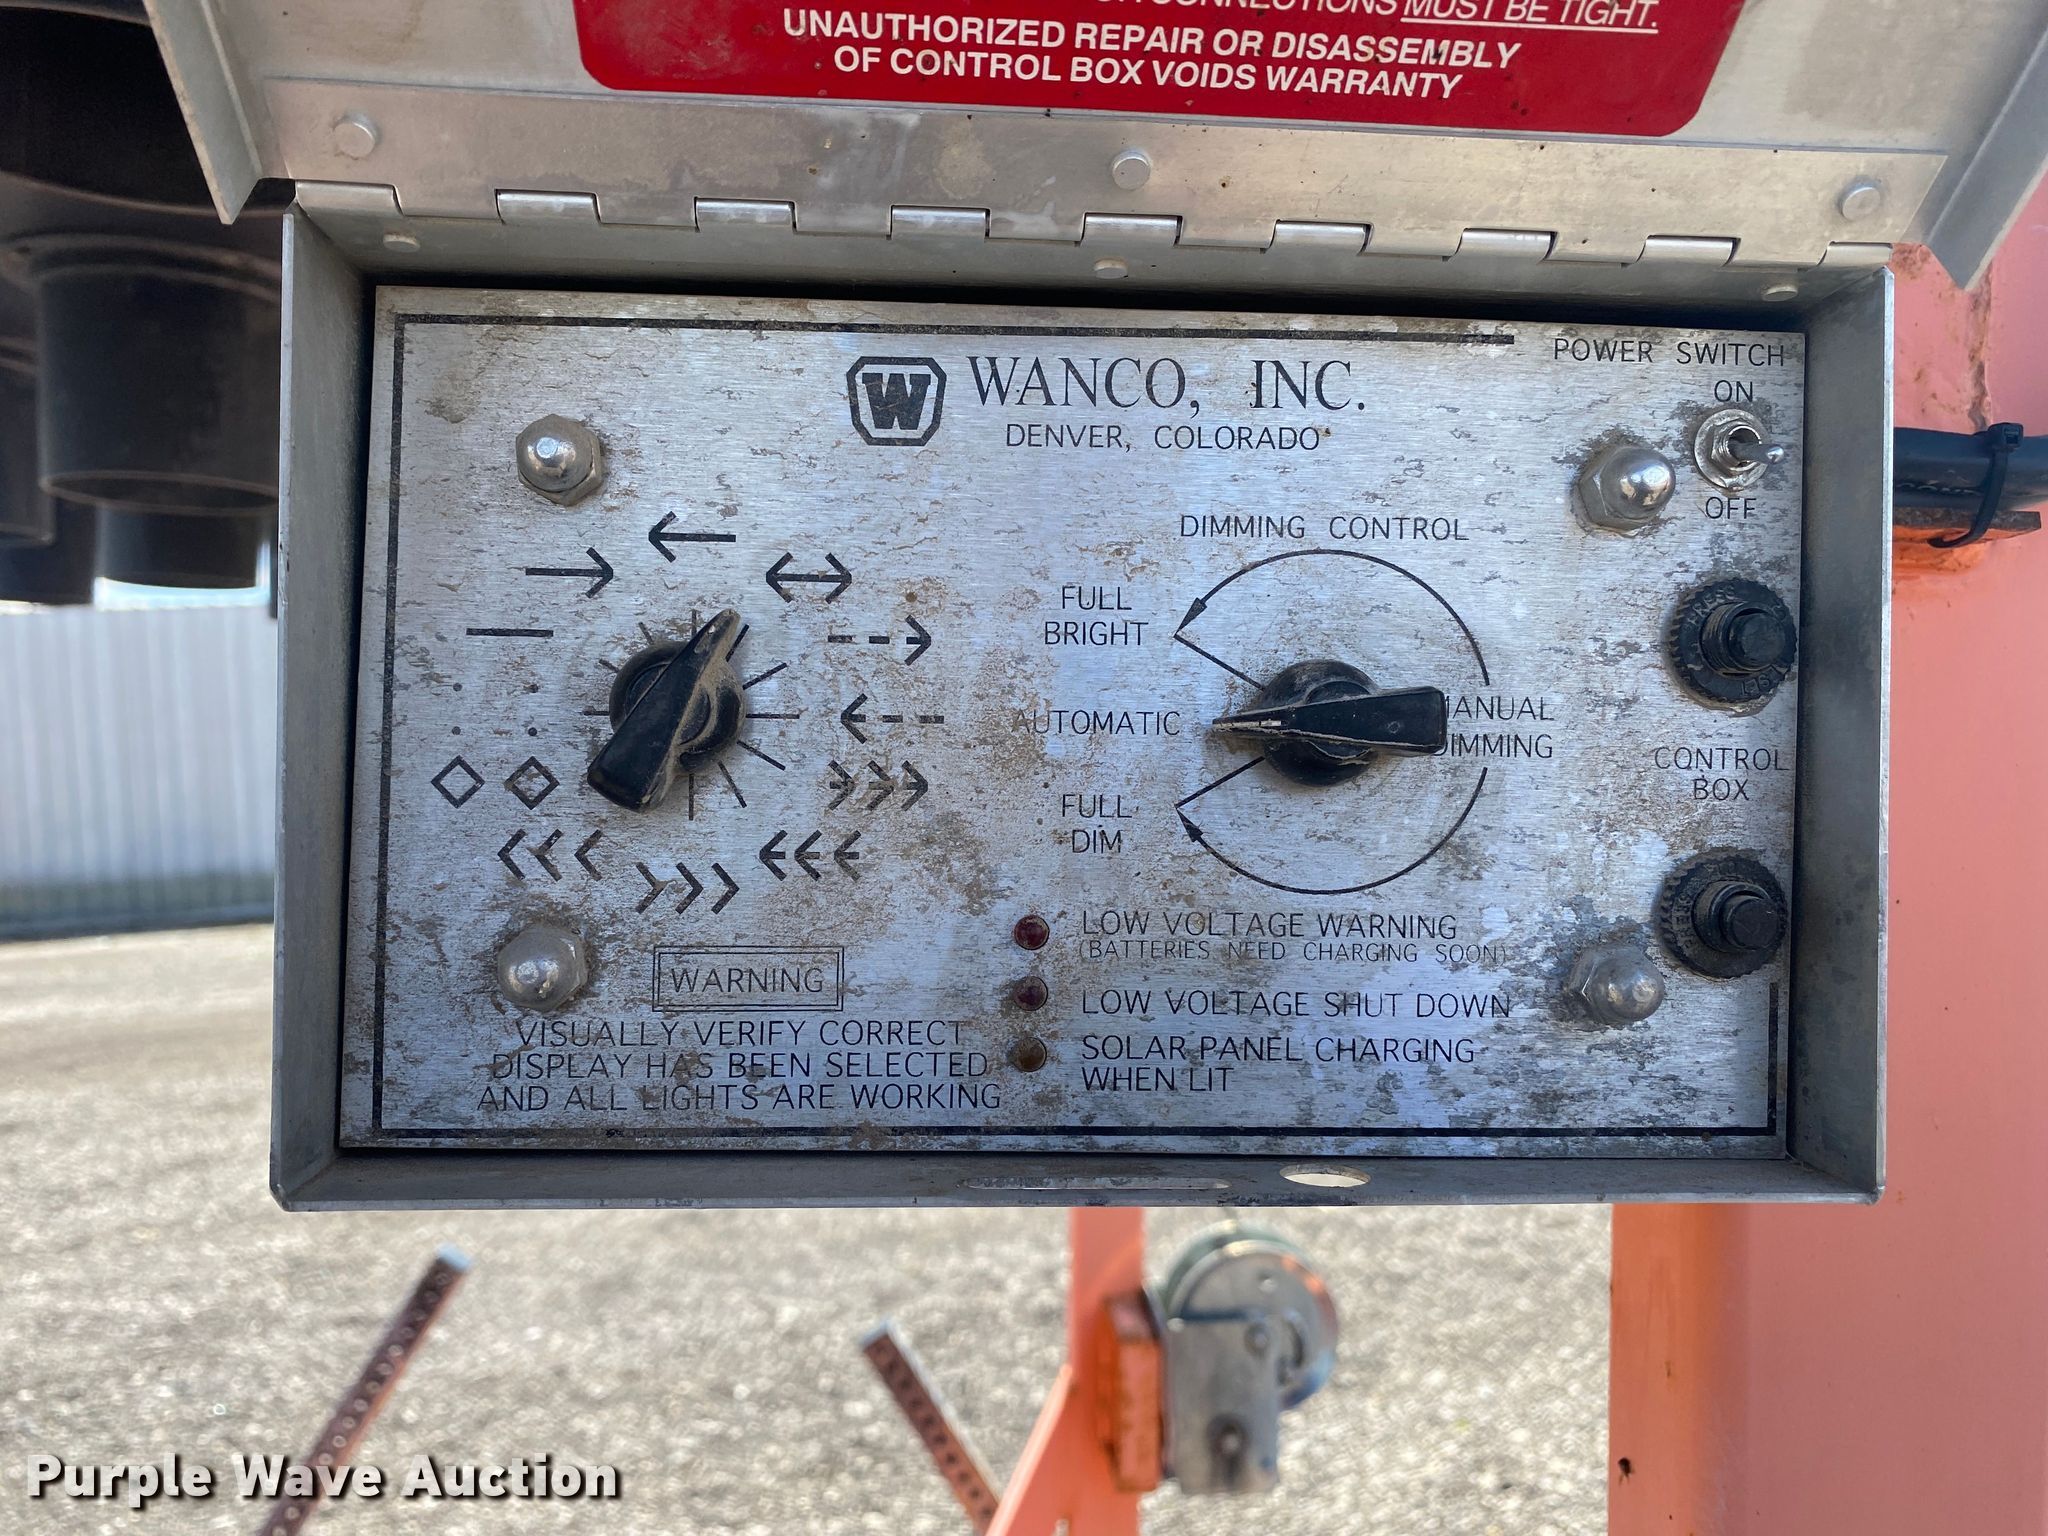 CONNECTIONS MUST BE TIGHT.
UNAUTHORIZED REPAIR OR DISASSEMBLY
OF CONTROL BOX VOIDS WARRANTY
W WANCO, INC.
DENVER, COLORADO
POWER SWITCH
ON
OFF
DIMMING CONTROL
FULL
BRIGHT
AUTOMATIC
MANUAL
DIMMING
FULL
DIM
CONTROL
BOX
LOW VOLTAGE WARNING
(BATTERIES NEED CHARGING SOON)
LOW VOLTAGE SHUT DOWN
SOLAR PANEL CHARGING
WHEN LIT
WARNING
VISUALLY VERIFY CORRECT
DISPLAY HAS BEEN SELECTED
AND ALL LIGHTS ARE WORKING
Purple Wave Auction